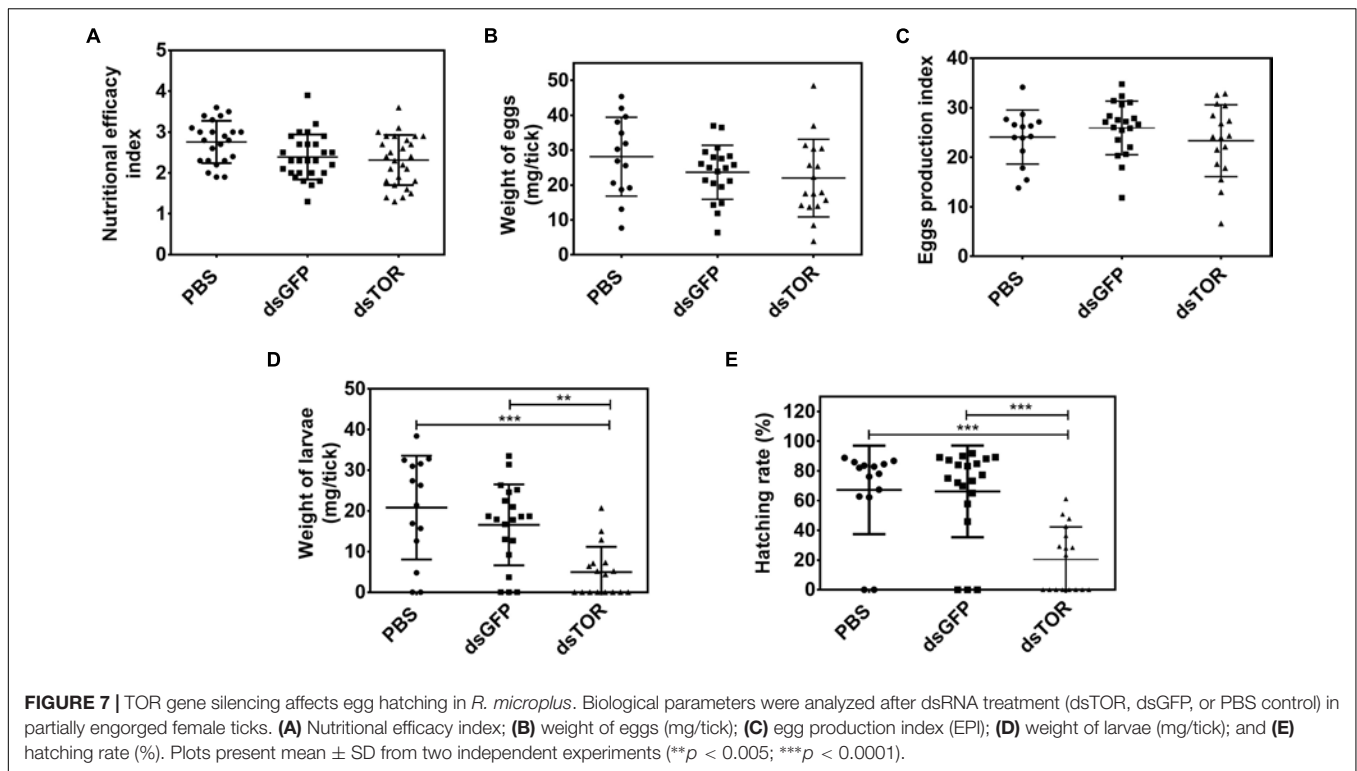 A
Nutritional efficacy
index
5
4
3
2
1
0
PBS
dsGFP
dsTOR
B
Weight of eggs
(mg/tick)
50
40
30
20
10
0
PBS
dsGFP
dsTOR
C
Eggs production index
40
30
20
10
0
PBS
dsGFP
dsTOR
D
Weight of larvae
(mg/tick)
50
40
30
20
10
0
**
***
PBS
dsGFP
dsTOR
E
Hatching rate (%)
120
100
80
60
40
20
0
***
***
PBS
dsGFP
dsTOR
FIGURE 7 | TOR gene silencing affects egg hatching in R. microplus. Biological parameters were analyzed after dsRNA treatment (dsTOR, dsGFP, or PBS control) in
partially engorged female ticks. (A) Nutritional efficacy index; (B) weight of eggs (mg/tick); (C) egg production index (EPI); (D) weight of larvae (mg/tick); and (E)
hatching rate (%). Plots present mean ± SD from two independent experiments (**p < 0.005; ***p < 0.0001).